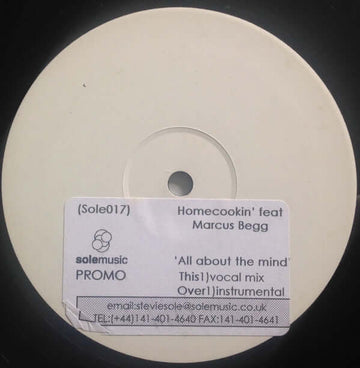 (Sole017)
Homecookin' feat
Marcus Begg
solemusic
PROMO
'All about the mind'
This1)vocal mix
Over1)instrumental
email:steviesole@solemusic.co.uk
TEL:(+44)141-401-4640 FAX:141-401-4641